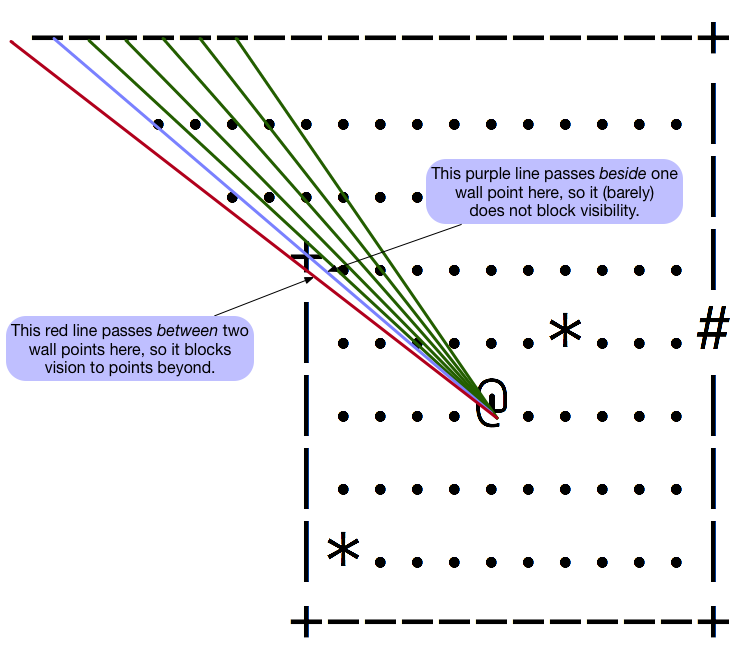 This purple line passes beside one
wall point here, so it (barely)
does not block visibility.
This red line passes between two
wall points here, so it blocks
vision to points beyond.
* #
@
*